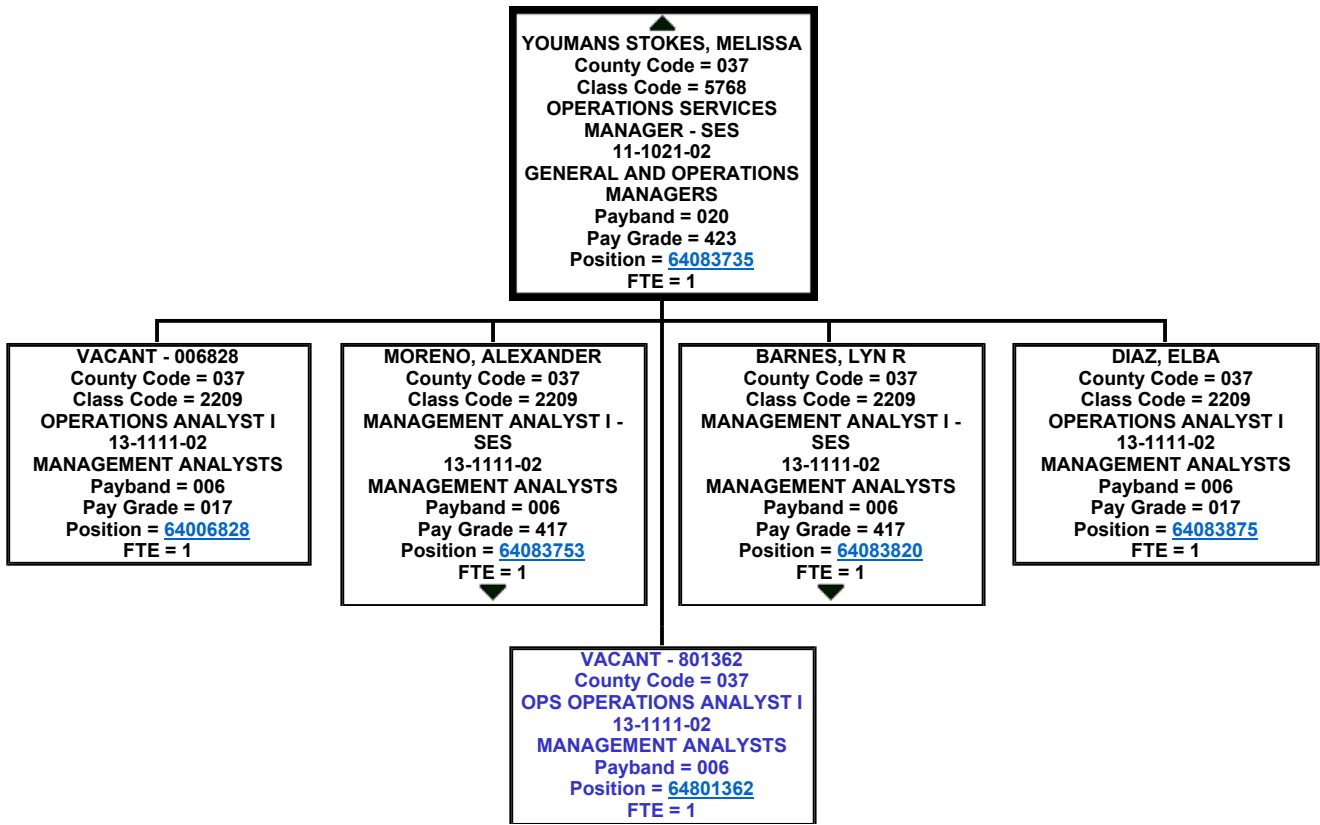 YOUMANS STOKES, MELISSA
County Code = 037
Class Code = 5768
OPERATIONS SERVICES
MANAGER - SES
11-1021-02
GENERAL AND OPERATIONS
MANAGERS
Payband = 020
Pay Grade = 423
Position = 64083735
FTE = 1
VACANT - 006828
County Code = 037
Class Code = 2209
OPERATIONS ANALYST I
13-1111-02
MANAGEMENT ANALYSTS
Payband = 006
Pay Grade = 017
Position = 64006828
FTE = 1
MORENO, ALEXANDER
County Code = 037
Class Code = 2209
MANAGEMENT ANALYST I -
SES
13-1111-02
MANAGEMENT ANALYSTS
Payband = 006
Pay Grade = 417
Position = 64083753
FTE = 1
BARNES, LYN R
County Code = 037
Class Code = 2209
MANAGEMENT ANALYST I -
SES
13-1111-02
MANAGEMENT ANALYSTS
Payband = 006
Pay Grade = 417
Position = 64083820
FTE = 1
DIAZ, ELBA
County Code = 037
Class Code = 2209
OPERATIONS ANALYST I
13-1111-02
MANAGEMENT ANALYSTS
Payband = 006
Pay Grade = 017
Position = 64083875
FTE = 1
VACANT - 801362
County Code = 037
OPS OPERATIONS ANALYST I
13-1111-02
MANAGEMENT ANALYSTS
Payband = 006
Position = 64801362
FTE = 1